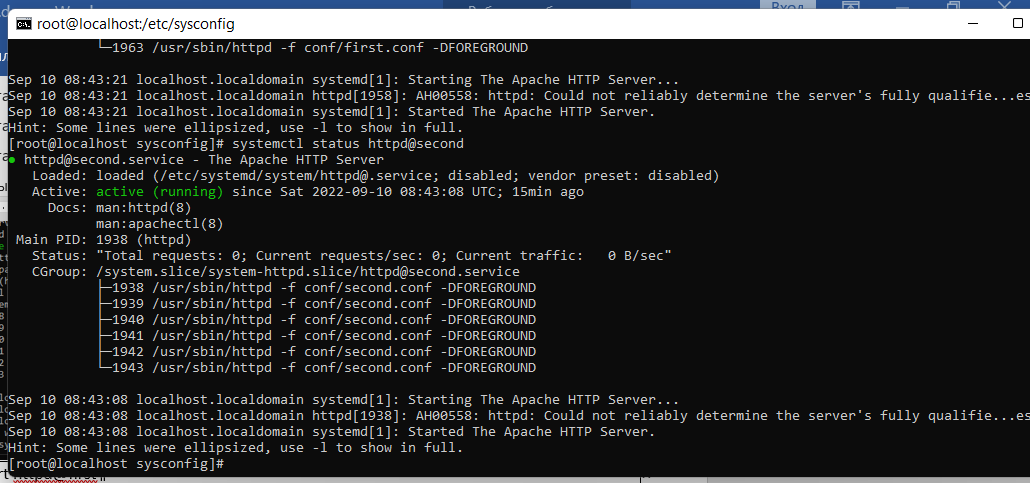 Вход
root@localhost:/etc/sysconfig
└─1963 /usr/sbin/httpd -f conf/first.conf -DFOREGROUND
Sep 10 08:43:21 localhost.localdomain systemd[1]: Starting The Apache HTTP Server...
Sep 10 08:43:21 localhost.localdomain httpd[1958]: AH00558: httpd: Could not reliably determine the server's fully qualifie...es
Sep 10 08:43:21 localhost.localdomain systemd[1]: Started The Apache HTTP Server.
Hint: Some lines were ellipsized, use -l to show in full.
[root@localhost sysconfig]# systemctl status httpd@second
● httpd@second.service - The Apache HTTP Server
Loaded: loaded (/etc/systemd/system/httpd@.service; disabled; vendor preset: disabled)
Active: active (running) since Sat 2022-09-10 08:43:08 UTC; 15min ago
Docs: man:httpd(8)
man:apachectl(8)
Main PID: 1938 (httpd)
Status: "Total requests: 0; Current requests/sec: 0; Current traffic:   0 B/sec"
CGroup: /system.slice/system-httpd.slice/httpd@second.service
├─1938 /usr/sbin/httpd -f conf/second.conf -DFOREGROUND
├─1939 /usr/sbin/httpd -f conf/second.conf -DFOREGROUND
├─1940 /usr/sbin/httpd -f conf/second.conf -DFOREGROUND
├─1941 /usr/sbin/httpd -f conf/second.conf -DFOREGROUND
├─1942 /usr/sbin/httpd -f conf/second.conf -DFOREGROUND
└─1943 /usr/sbin/httpd -f conf/second.conf -DFOREGROUND
Sep 10 08:43:08 localhost.localdomain systemd[1]: Starting The Apache HTTP Server...
Sep 10 08:43:08 localhost.localdomain httpd[1938]: AH00558: httpd: Could not reliably determine the server's fully qualifie...es
Sep 10 08:43:08 localhost.localdomain systemd[1]: Started The Apache HTTP Server.
Hint: Some lines were ellipsized, use -l to show in full.
[root@localhost sysconfig]#